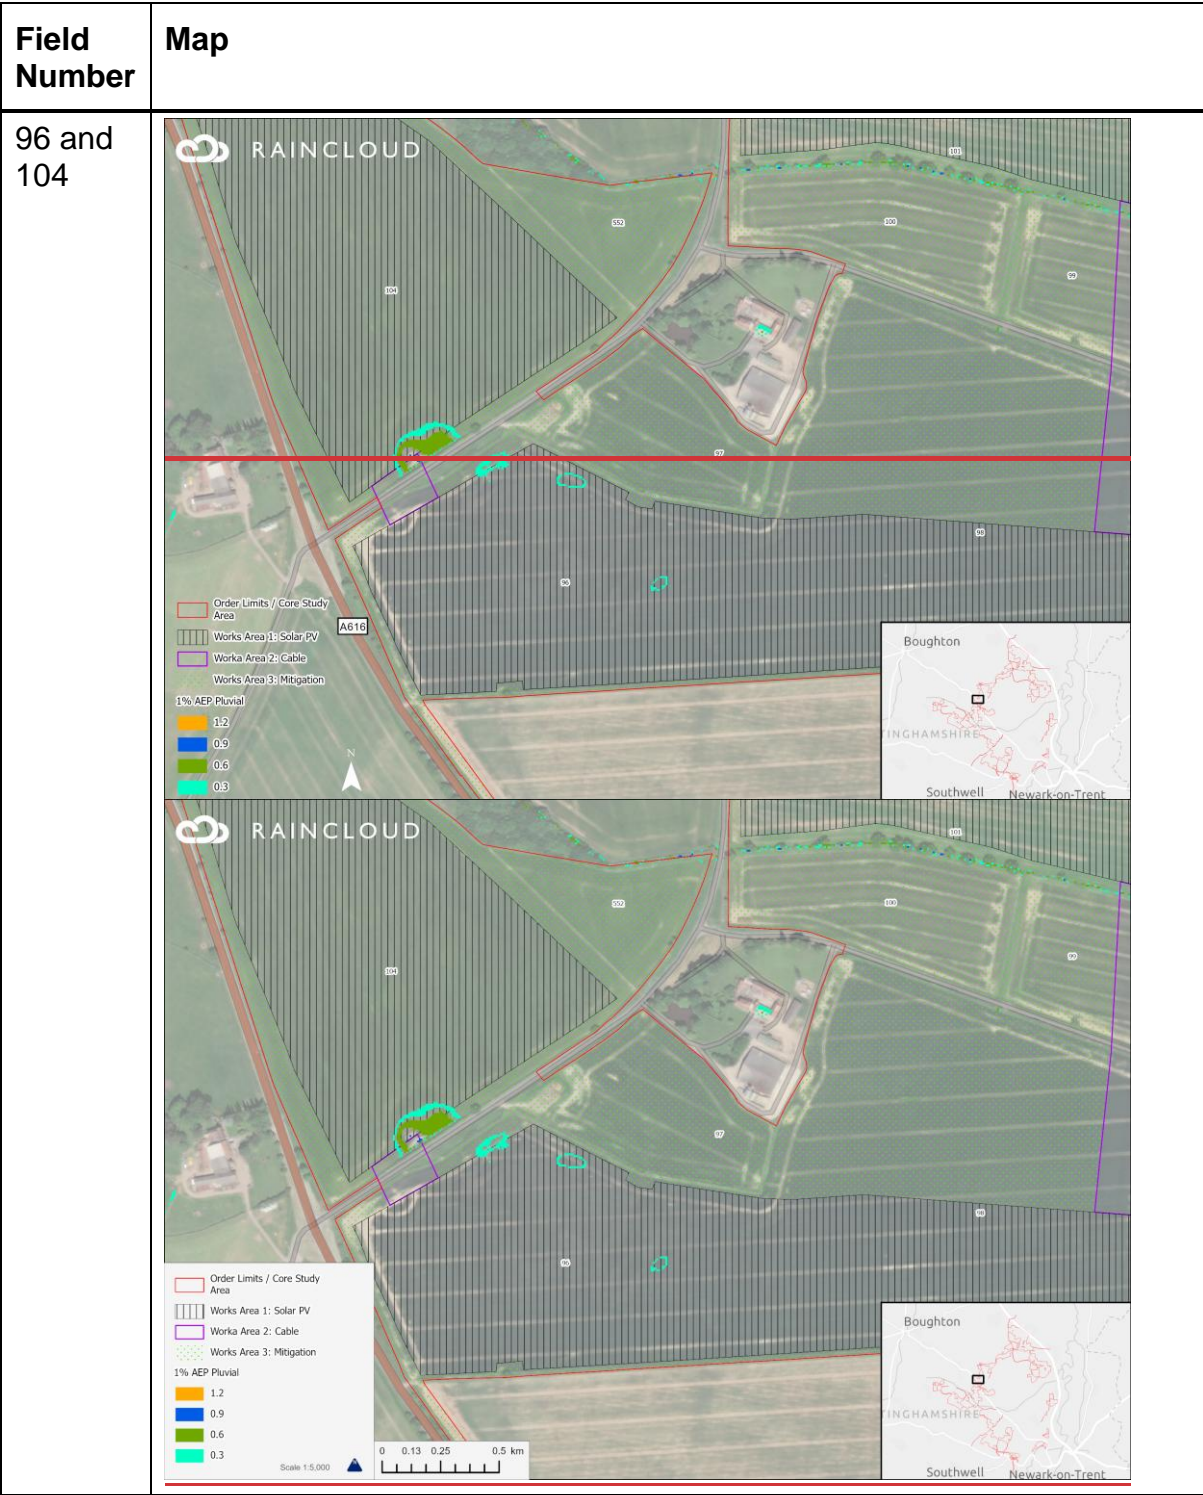 Field
Number
Map
96 and
104
RAINCLOUD
101
552
100
99
104
97
98
96
Order Limits / Core Study
Area
Works Area 1: Solar PV
Worka Area 2: Cable
Works Area 3: Mitigation
1% AEP Pluvial
1.2
0.9
0.6
0.3
A616
N
Boughton
TINGHAMSHIRE
Southwell
Newark-on-Trent
RAINCLOUD
101
552
100
99
104
97
98
96
Order Limits / Core Study
Area
Works Area 1: Solar PV
Worka Area 2: Cable
Works Area 3: Mitigation
1% AEP Pluvial
1.2
0.9
0.6
0.3
Scale 1:5,000
0 0.13 0.25 0.5 km
Boughton
TINGHAMSHIRE
Southwell
Newark-on-Trent